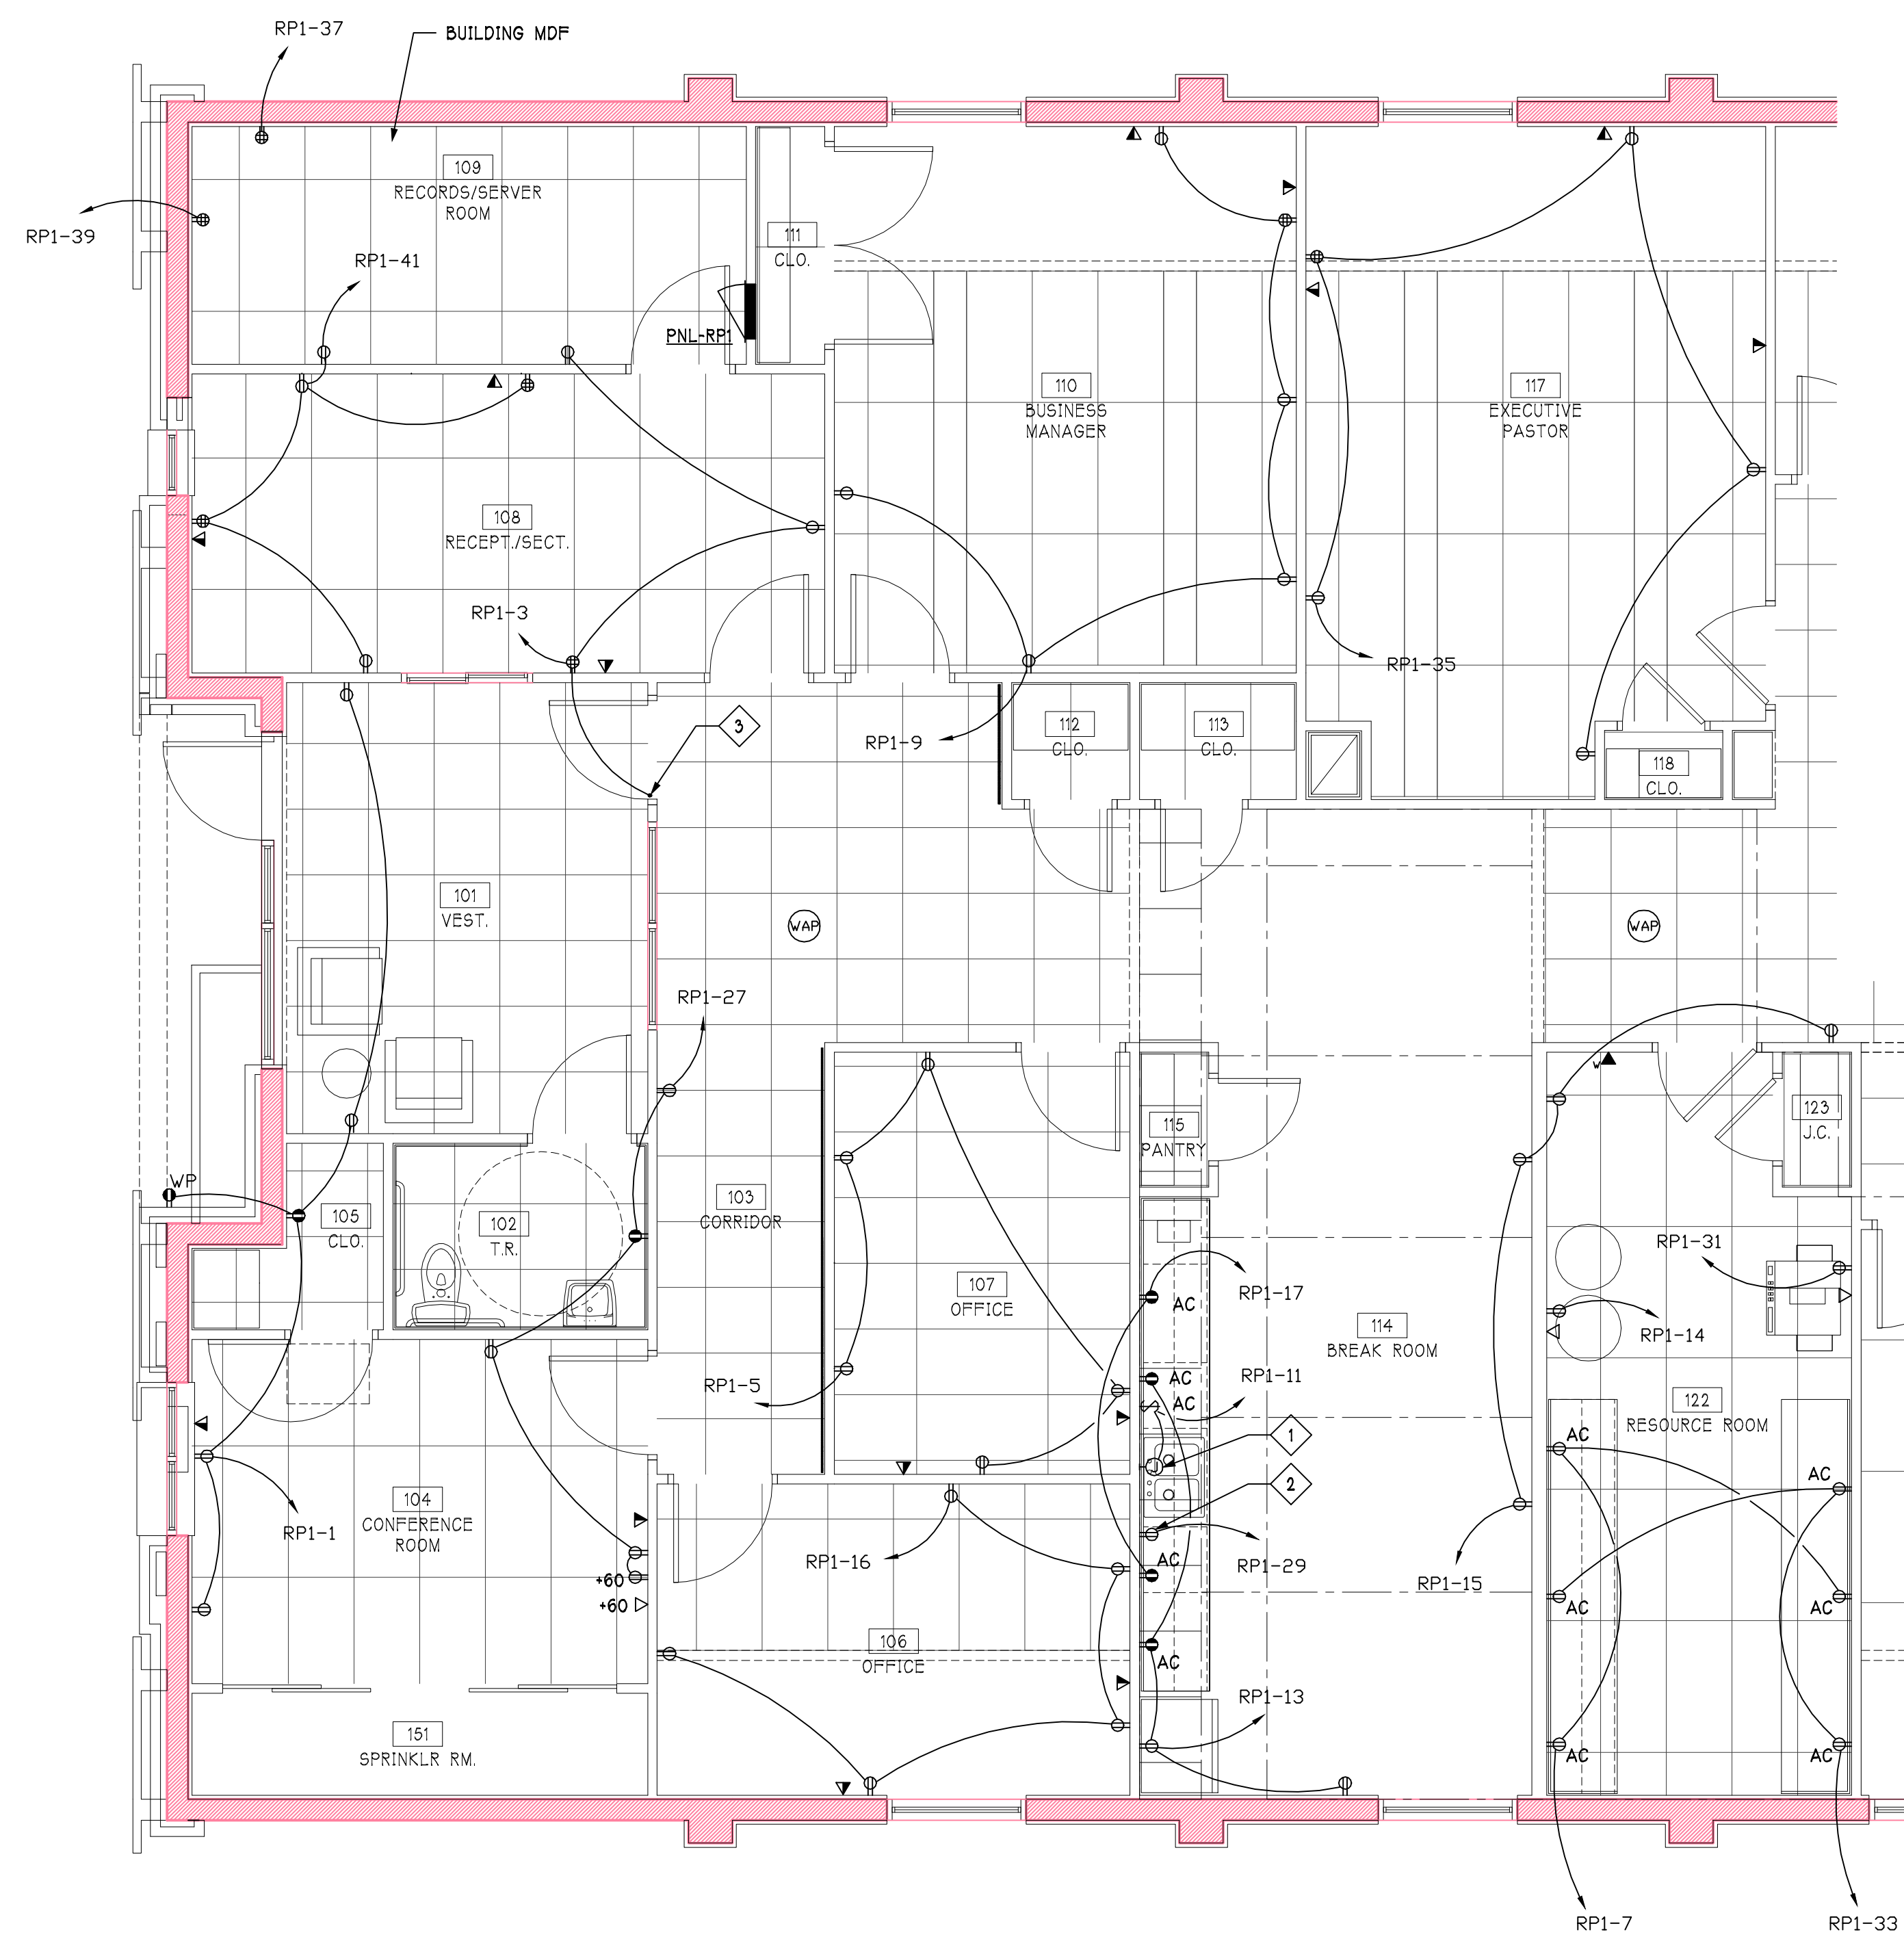 RP1-37
BUILDING MDF
109
RECORDS/SERVER
ROOM
RP1-39
111
CLO.
RP1-41
PNL-RP1
110
BUSINESS
MANAGER
117
EXECUTIVE
PASTOR
108
RECEPT./SECT.
RP1-3
RP1-35
3
RP1-9
112
CLO.
113
CLO.
118
CLO.
101
VEST.
WAP
WAP
RP1-27
W
115
PANTRY
123
J.C.
WP
105
CLO.
102
T.R.
103
CORRIDOR
107
OFFICE
RP1-17
AC
114
BREAK ROOM
RP1-31
RP1-14
RP1-5
AC
RP1-11
AC
122
RESOURCE ROOM
1
AC
2
AC
104
CONFERENCE
ROOM
RP1-1
RP1-16
AC
RP1-29
RP1-15
+60
+60
AC
AC
106
OFFICE
AC
RP1-13
151
SPRINKLR RM.
AC
AC
RP1-7
RP1-33